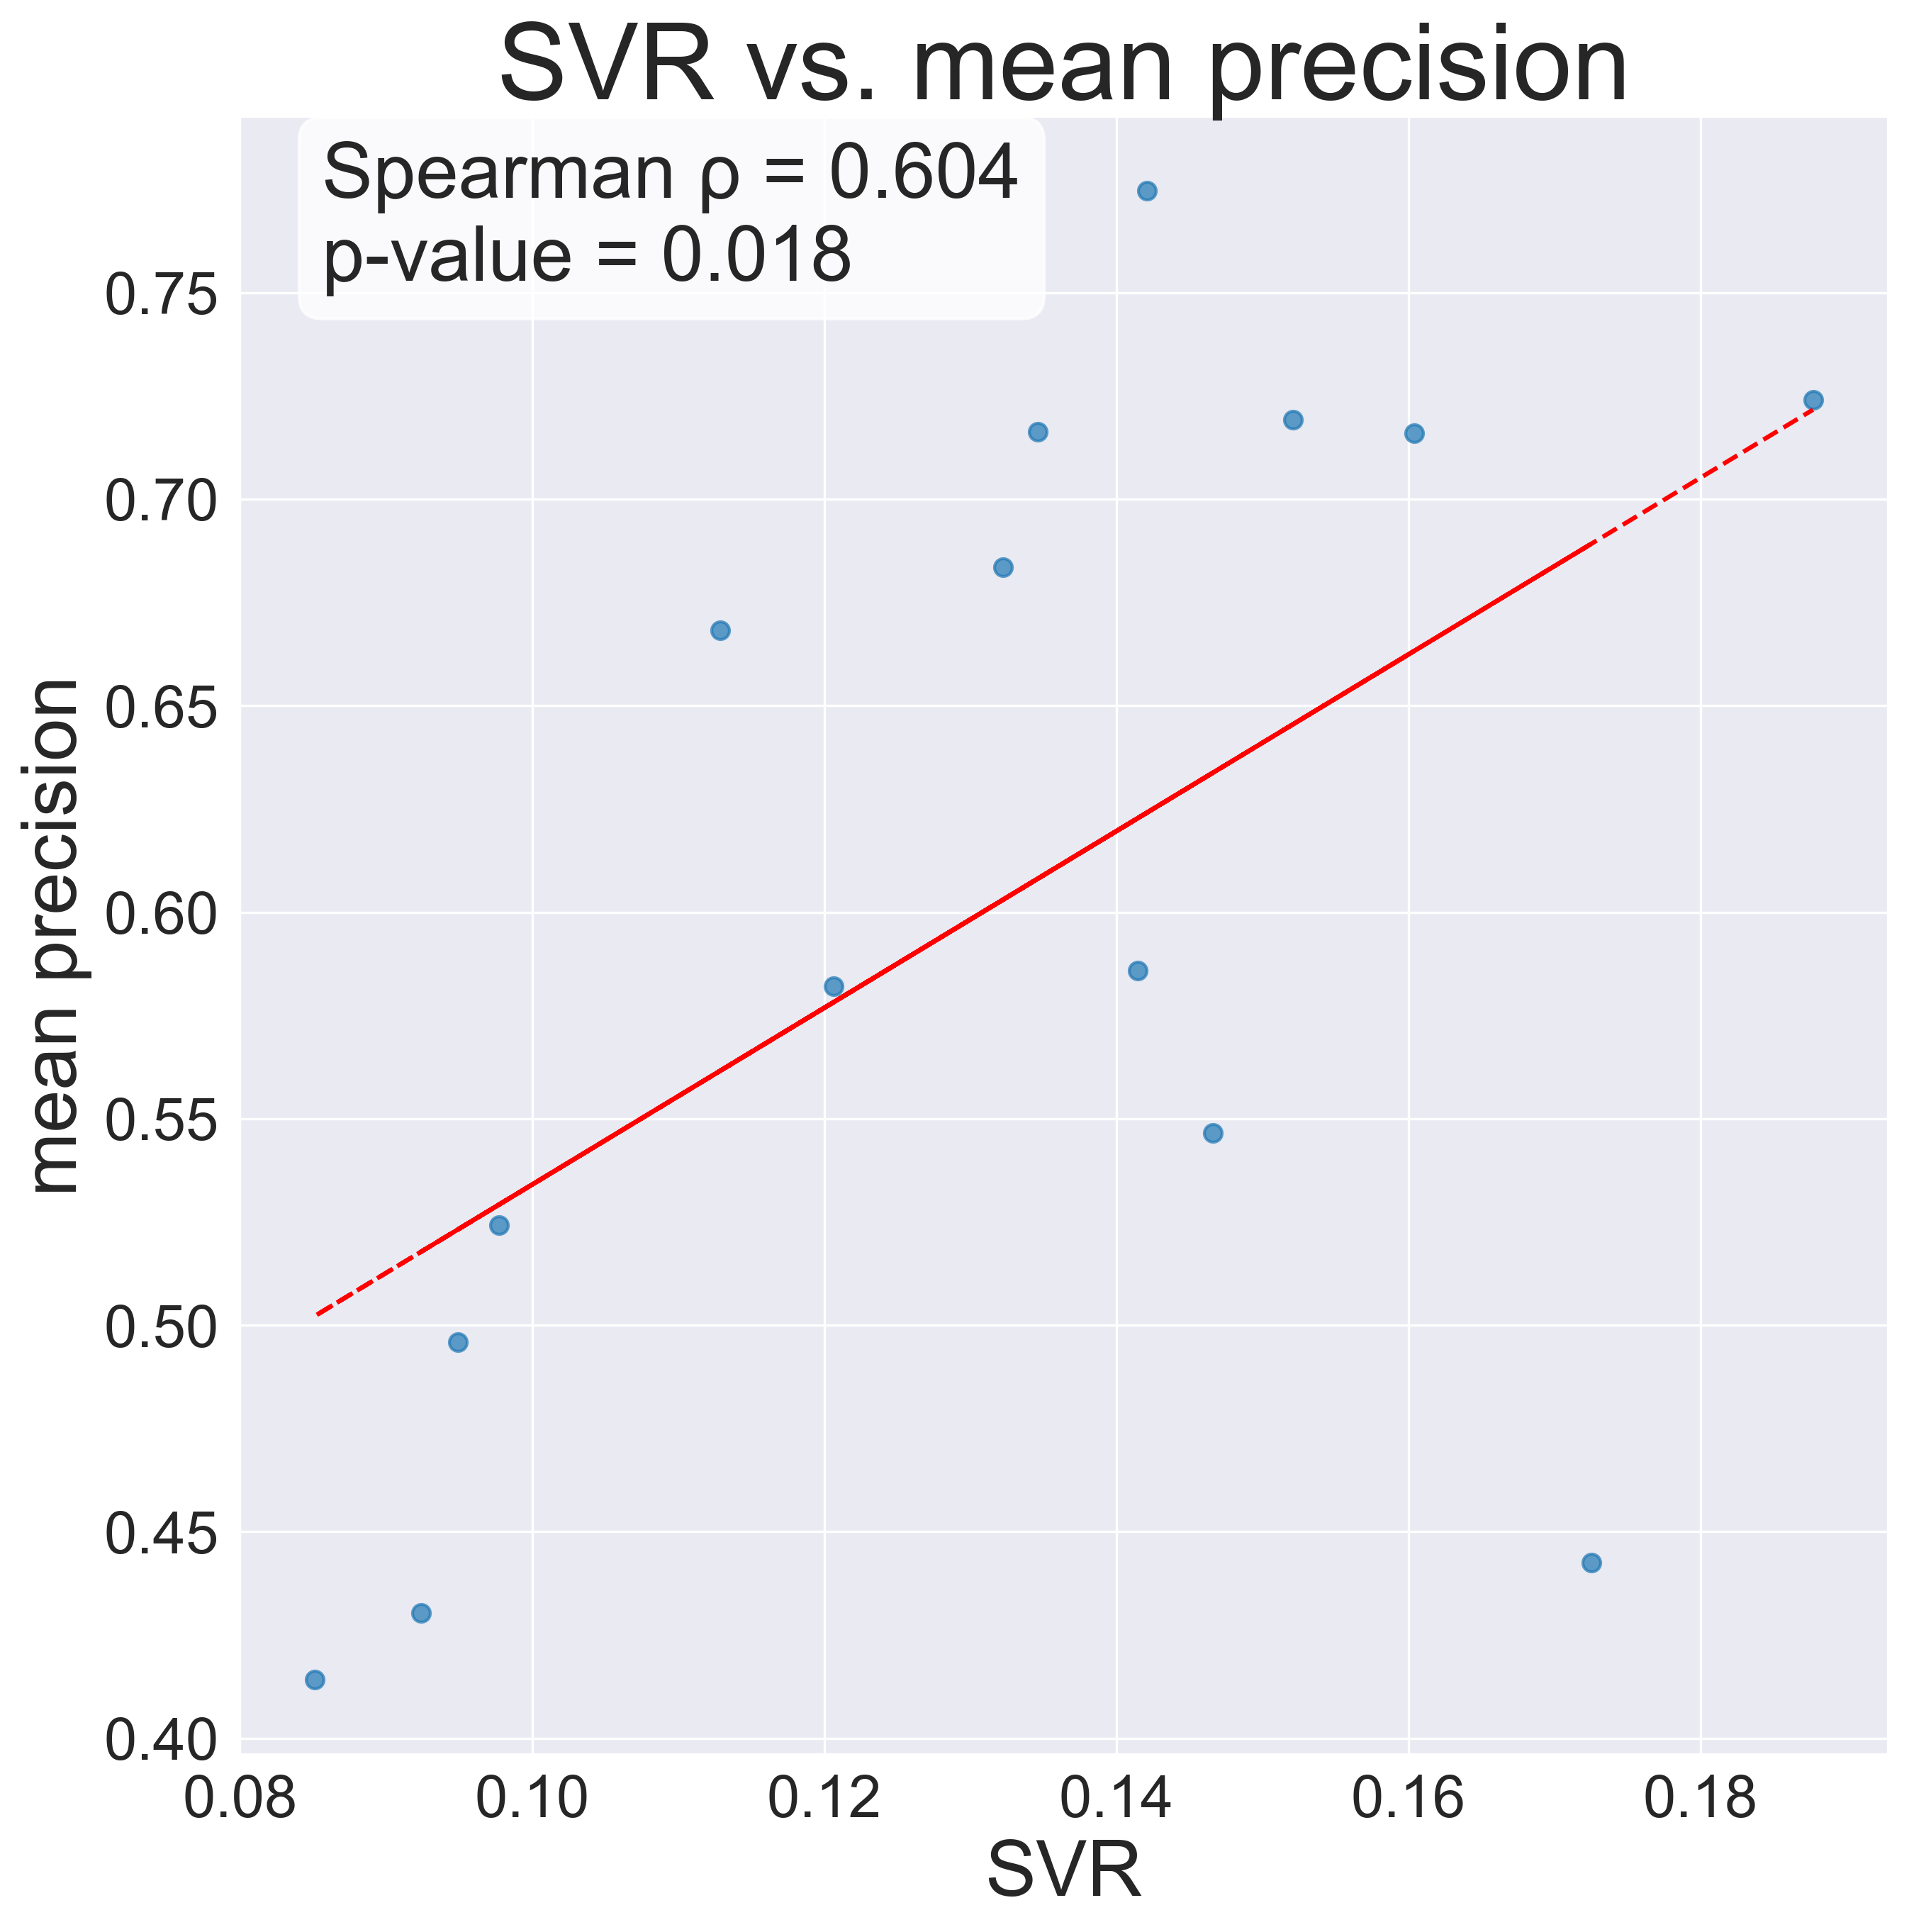 SVR vs. mean precision
Spearman ρ = 0.604
p-value = 0.018
mean precision
0.75
0.70
0.65
0.60
0.55
0.50
0.45
0.40
0.08 0.10 0.12 0.14 0.16 0.18
SVR